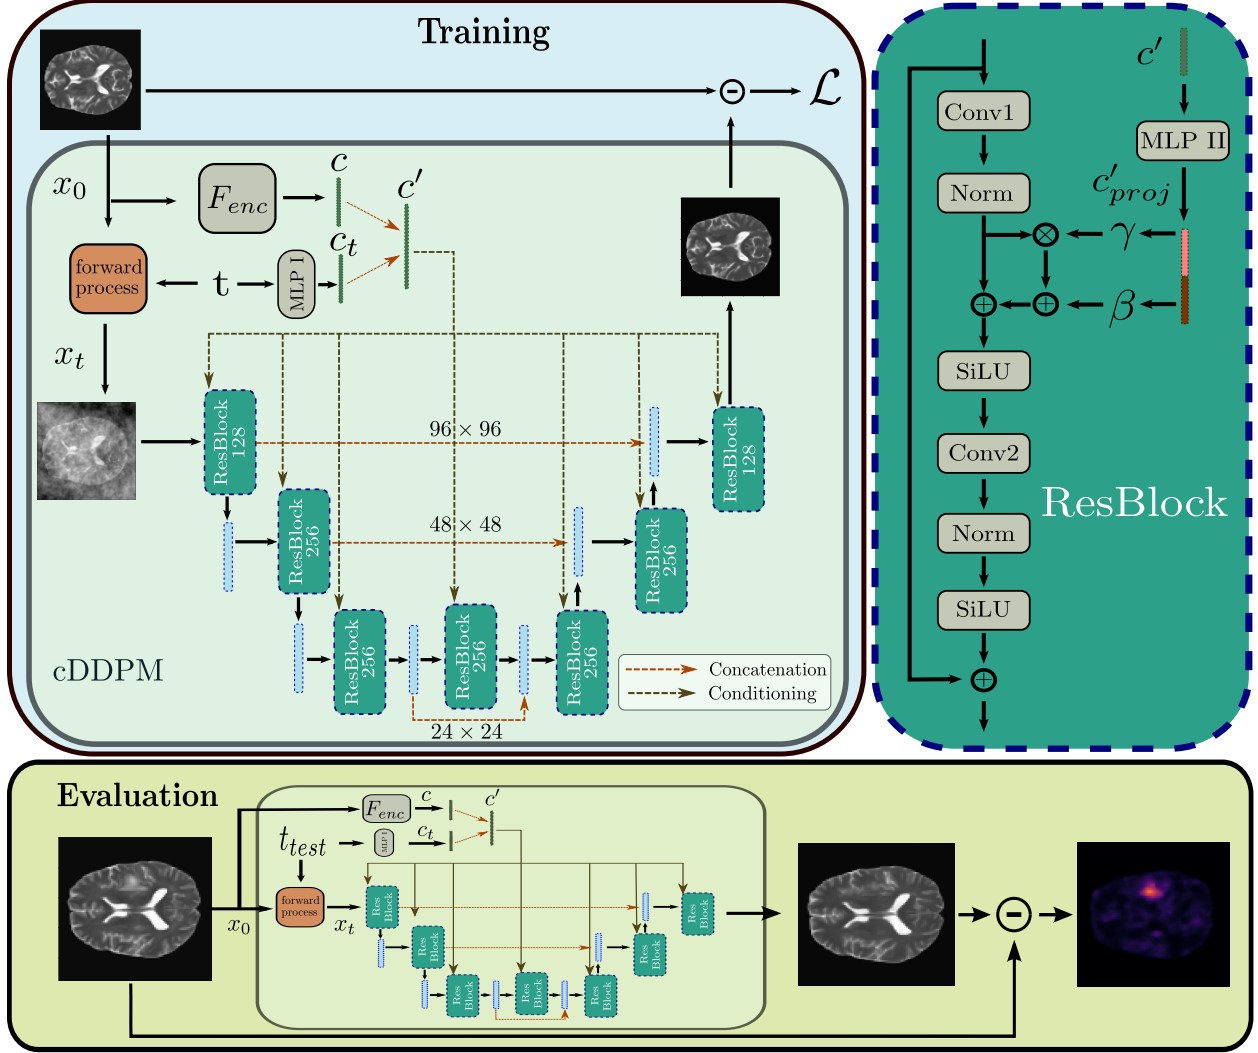 Training
x₀
F_enc
c
c′
c_t
ℒ
forward
process
t
MLP I
x_t
ResBlock
128
ResBlock
256
ResBlock
256
ResBlock
256
ResBlock
256
ResBlock
256
ResBlock
128
96 × 96
48 × 48
24 × 24
cDDPM
Concatenation
Conditioning
c′
Conv1
MLP II
Norm
c′_proj
×
γ
+
+
β
SiLU
Conv2
ResBlock
Norm
SiLU
+
Evaluation
F_enc
c
c′
t_test
MLP I
c_t
forward
process
x₀
x_t
Res
Block
Res
Block
Res
Block
Res
Block
Res
Block
Res
Block
Res
Block